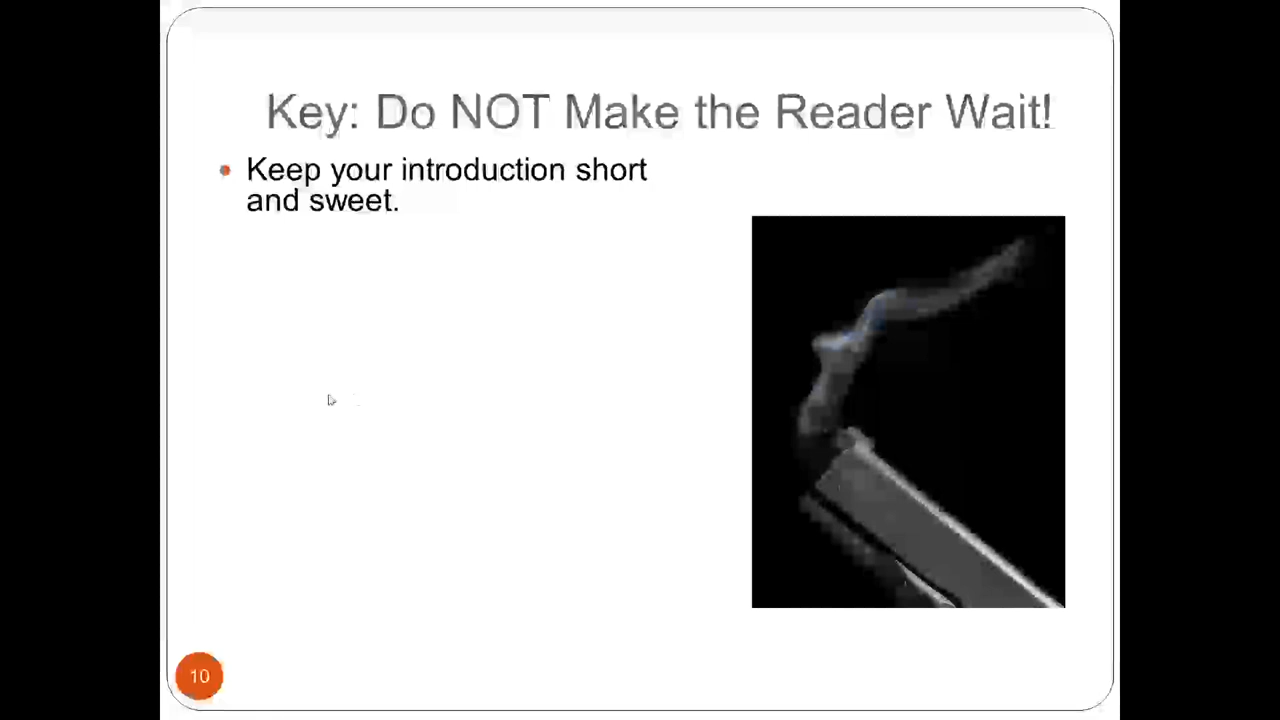 Key: Do NOT Make the Reader Wait!
Keep your introduction short
and sweet.
10